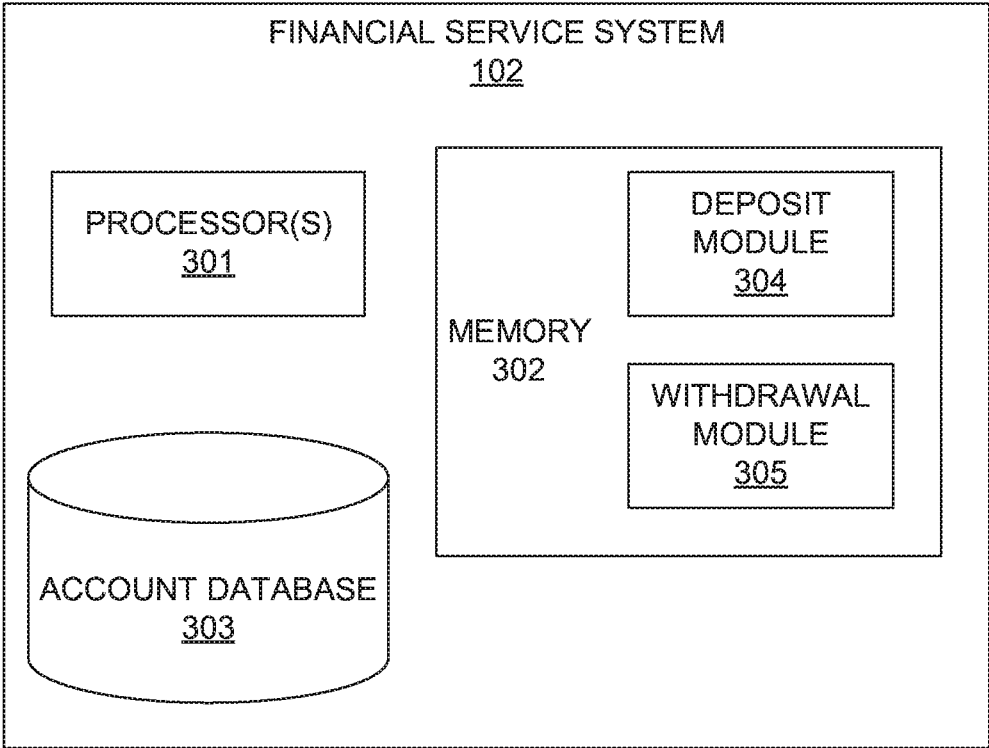 FINANCIAL SERVICE SYSTEM
102
PROCESSOR(S)
301
MEMORY
302
DEPOSIT
MODULE
304
WITHDRAWAL
MODULE
305
ACCOUNT DATABASE
303